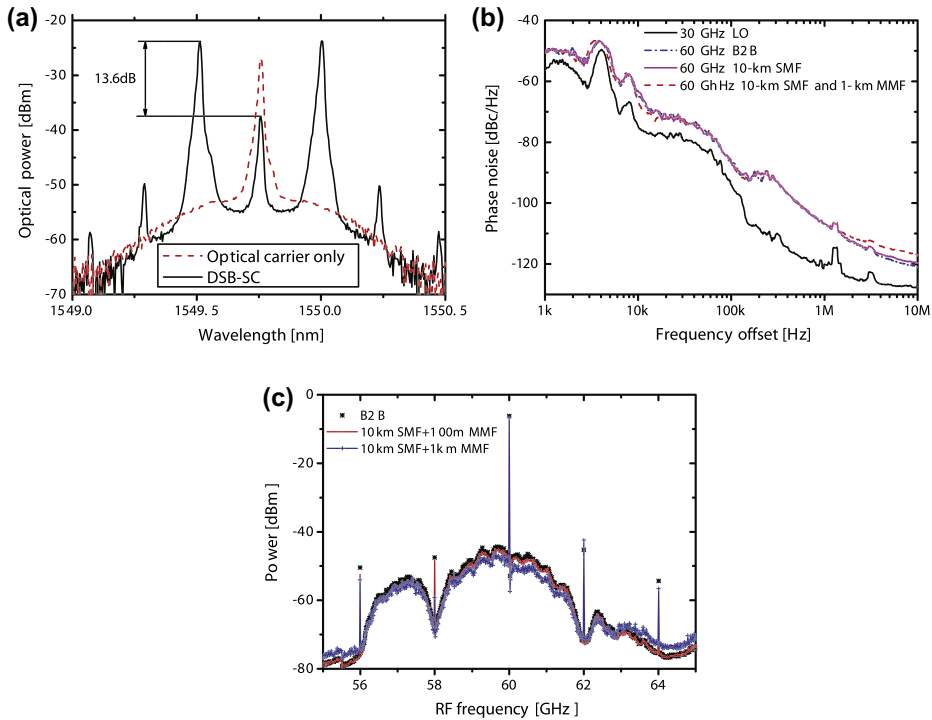 (a)
-20
-30
-40
-50
-60
-70
Optical power [dBm]
13.6dB
Optical carrier only
DSB-SC
1549.0
1549.5
1550.0
1550.5
Wavelength [nm]
(b)
-40
-60
-80
-100
-120
Phase noise [dBc/Hz]
30 GHz LO
60 GHz B2B
60 GHz 10-km SMF
60 GhHz 10-km SMF and 1-km MMF
1k
10k
100k
1M
10M
Frequency offset [Hz]
(c)
0
-20
-40
-60
-80
Power [dBm]
B2B
10km SMF+100m MMF
10km SMF+1km MMF
56
58
60
62
64
RF frequency [GHz]